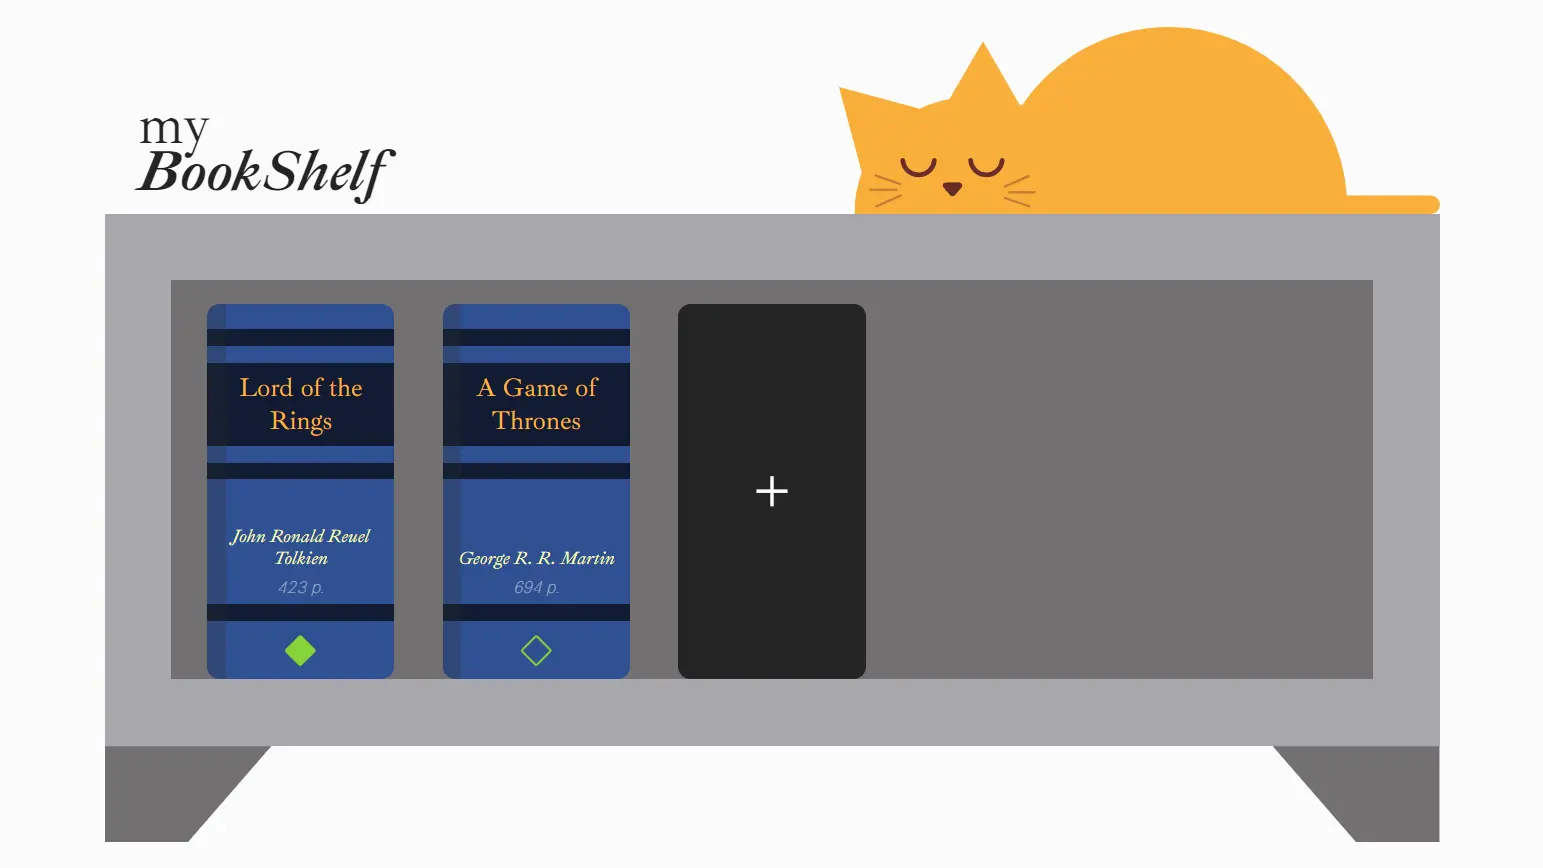 my
BookShelf
Lord of the
Rings
John Ronald Reuel
Tolkien
423 p.
A Game of
Thrones
George R. R. Martin
694 p.
+